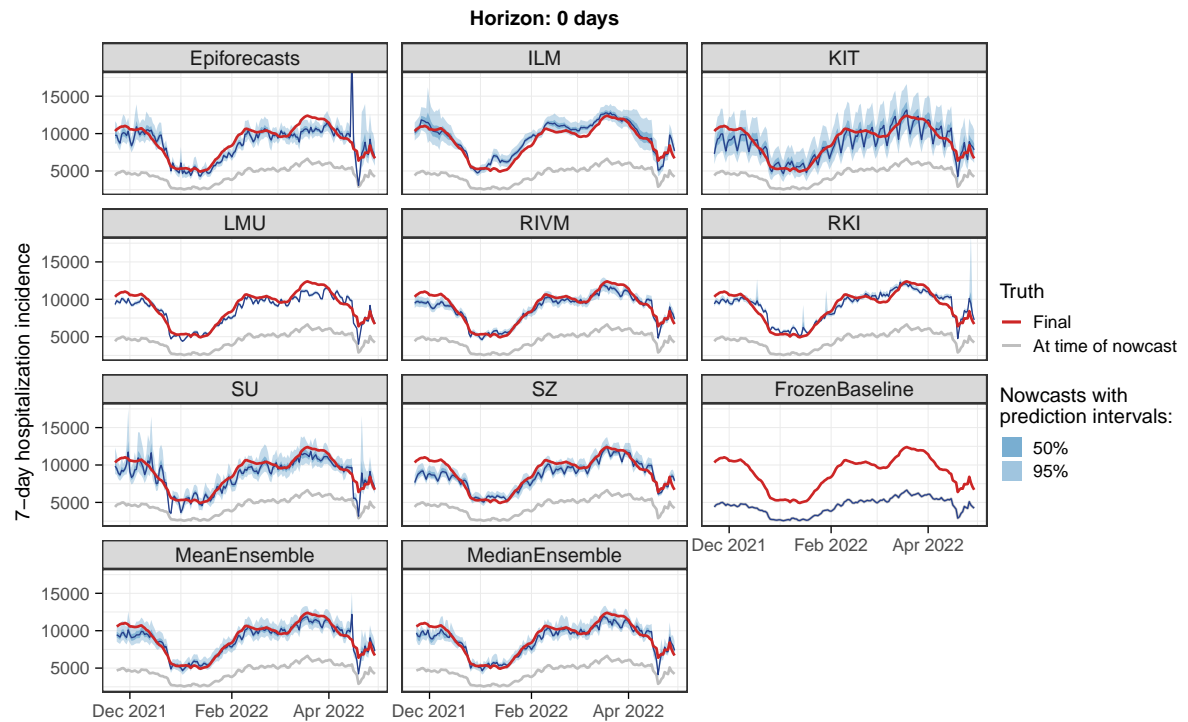 Horizon: 0 days
Epiforecasts
ILM
KIT
15000
10000
5000
LMU
RIVM
RKI
15000
10000
5000
SU
SZ
FrozenBaseline
15000
10000
5000
Dec 2021
Feb 2022
Apr 2022
MeanEnsemble
MedianEnsemble
15000
10000
5000
Dec 2021
Feb 2022
Apr 2022
Dec 2021
Feb 2022
Apr 2022
7−day hospitalization incidence
Truth
Final
At time of nowcast
Nowcasts with
prediction intervals:
50%
95%